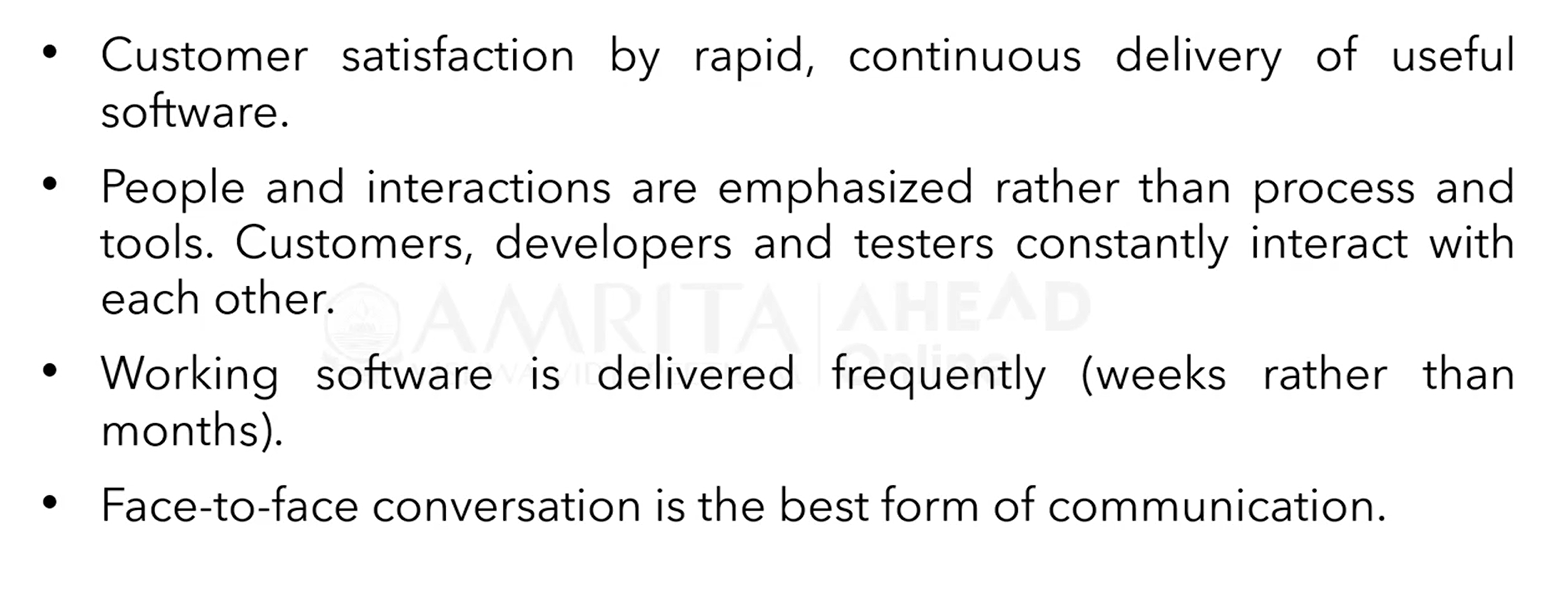 • Customer satisfaction by rapid, continuous delivery of useful
software.
• People and interactions are emphasized rather than process and
tools. Customers, developers and testers constantly interact with
each other.
AMRITA AHEAD
Online
• Working software is delivered frequently (weeks rather than
months).
• Face-to-face conversation is the best form of communication.